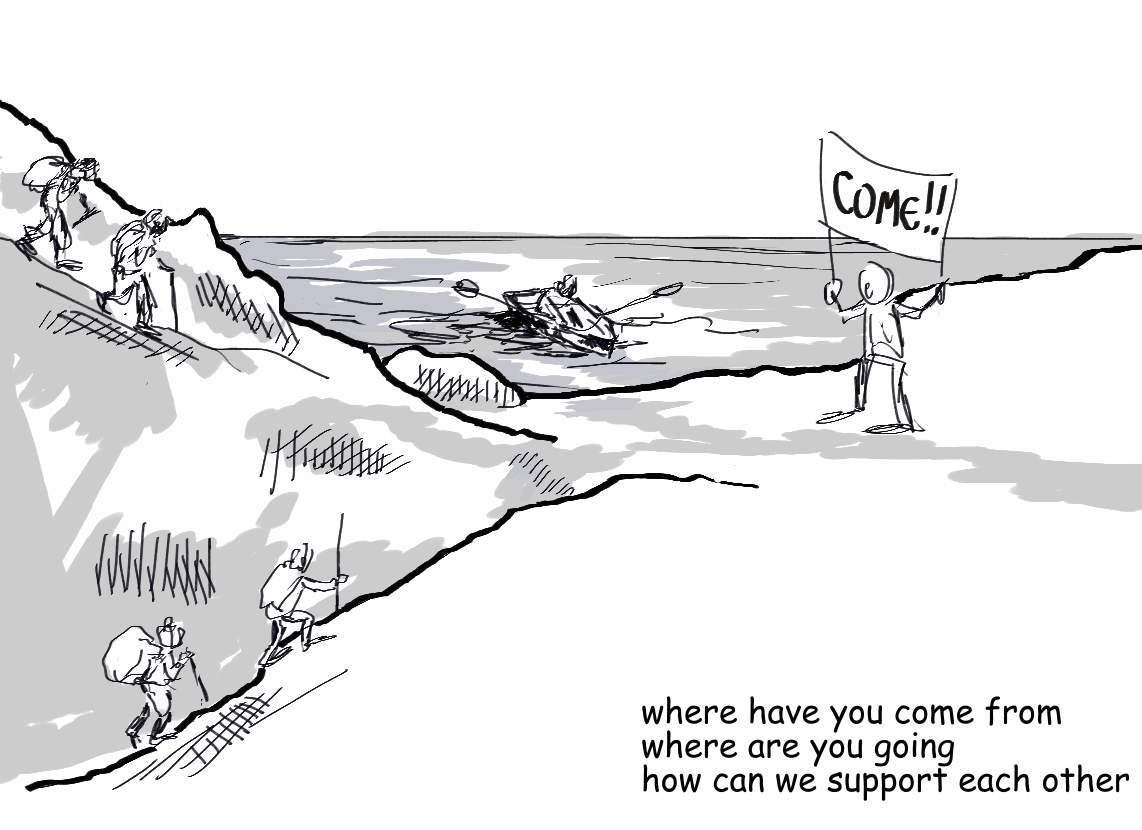 COME!!
where have you come from
where are you going
how can we support each other